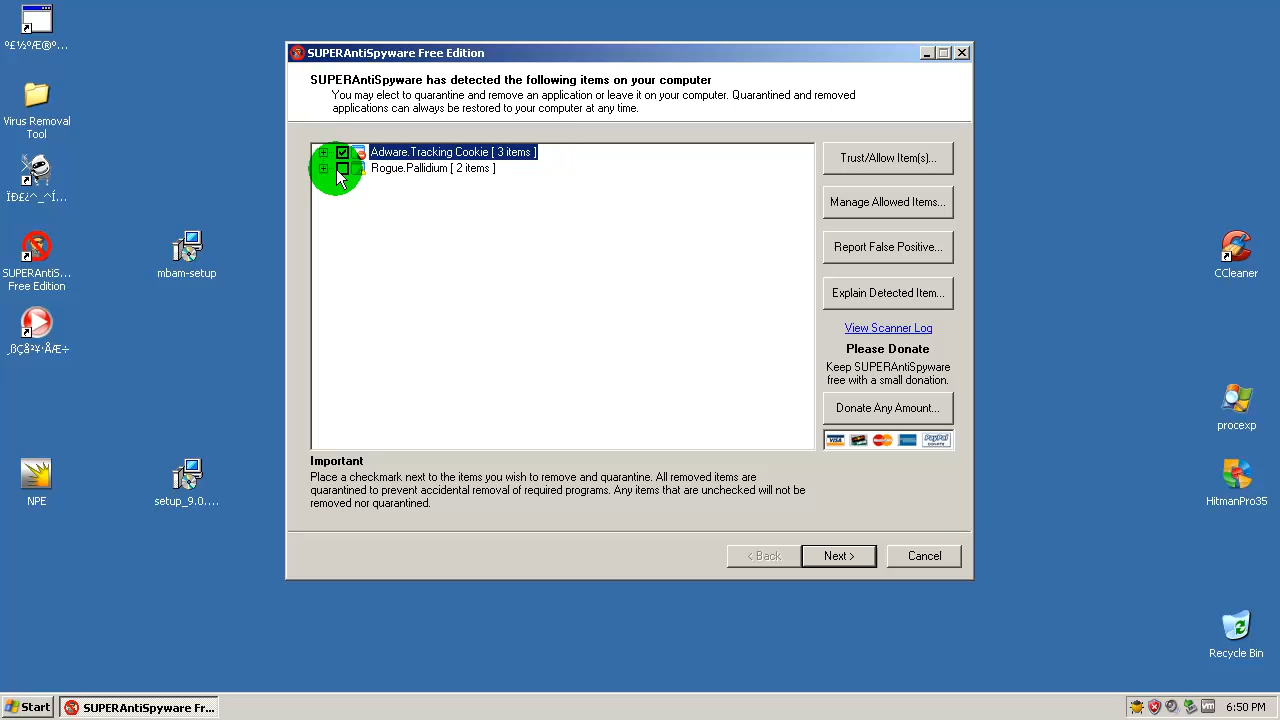 SUPERAntiSpyware Free Edition
SUPERAntiSpyware has detected the following items on your computer
You may elect to quarantine and remove an application or leave it on your computer. Quarantined and removed
applications can always be restored to your computer at any time.
Adware.Tracking Cookie [ 3 items ]
Rogue.Pallidium [ 2 items ]
Trust/Allow Item(s)...
Manage Allowed Items...
Report False Positive...
Explain Detected Item...
View Scanner Log
Please Donate
Keep SUPERAntiSpyware
free with a small donation.
Donate Any Amount...
VISA
PayPal
DONATE
Important
Place a checkmark next to the items you wish to remove and quarantine. All removed items are
quarantined to prevent accidental removal of required programs. Any items that are unchecked will not be
removed nor quarantined.
< Back
Next >
Cancel
Virus Removal
Tool
SUPERAntiS...
Free Edition
mbam-setup
NPE
setup_9.0....
CCleaner
procexp
HitmanPro35
Recycle Bin
Start
SUPERAntiSpyware Fr...
vm
6:50 PM